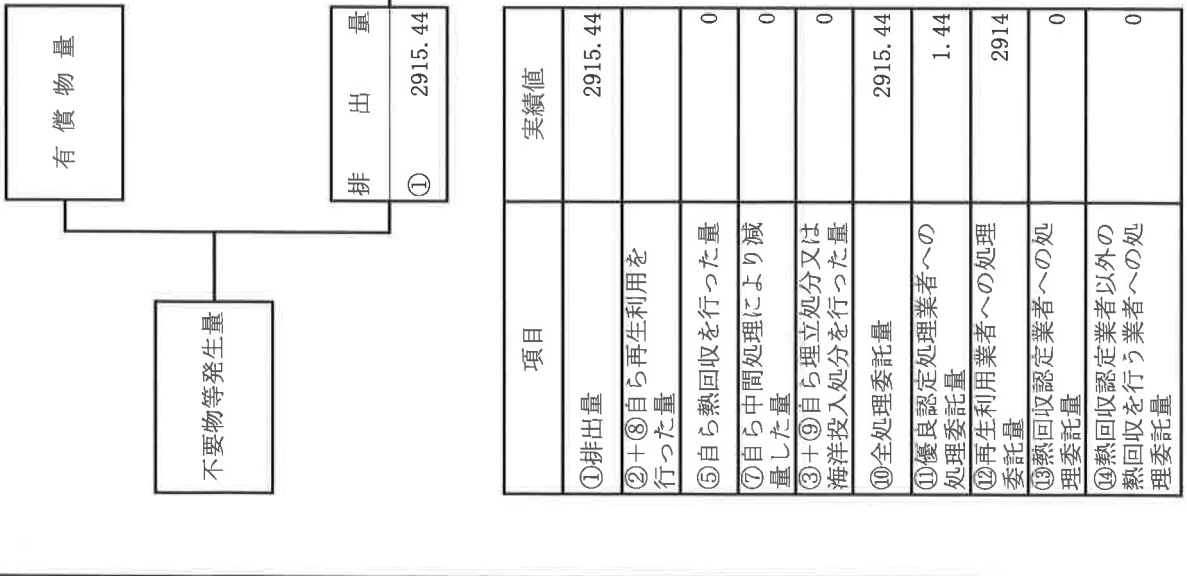 有償物量
不要物等発生量
排出量
① 2915.44
項目 実績値
①排出量 2915.44
②+⑧自ら再生利用を
行った量
⑤自ら熱回収を行った量 0
⑦自ら中間処理により減
量した量 0
③+⑨自ら埋立処分又は
海洋投入処分を行った量 0
⑩全処理委託量 2915.44
⑪優良認定処理業者への
処理委託量 1.44
⑫再生利用業者への処理
委託量 2914
⑬熱回収認定業者への処
理委託量 0
⑭熱回収認定業者以外の
熱回収を行う業者への処
理委託量 0